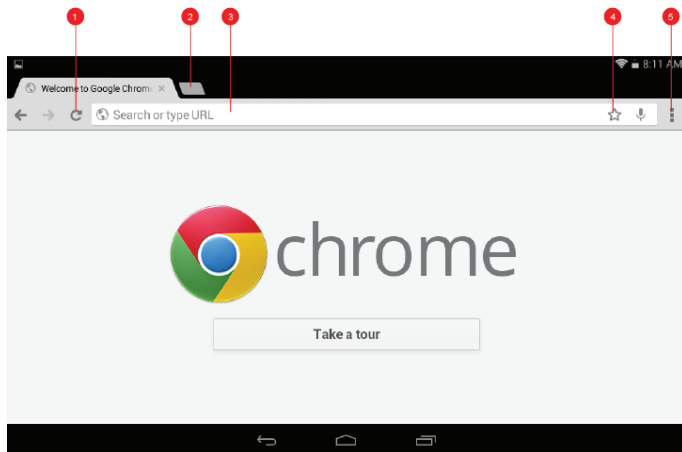 1 2 3 4 5
8:11 AM
Welcome to Google Chrom
Search or type URL
chrome
Take a tour